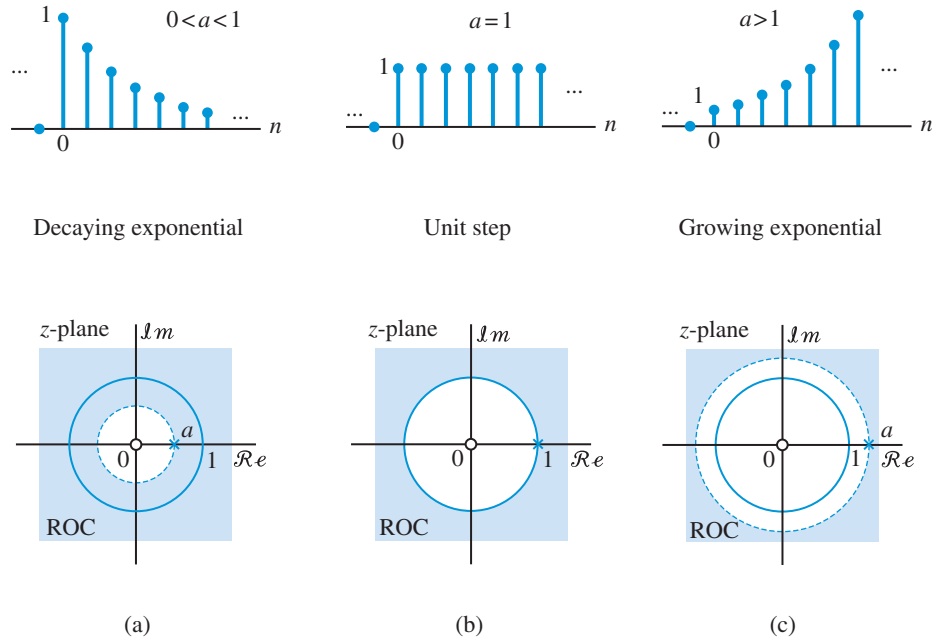 1
0<a<1
...
...
n
0
a=1
1
...
...
n
0
a>1
1
...
...
n
0
Decaying exponential
Unit step
Growing exponential
z-plane
Im
a
0
1
Re
ROC
z-plane
Im
0
1
Re
ROC
z-plane
Im
a
0
1
Re
ROC
(a)
(b)
(c)